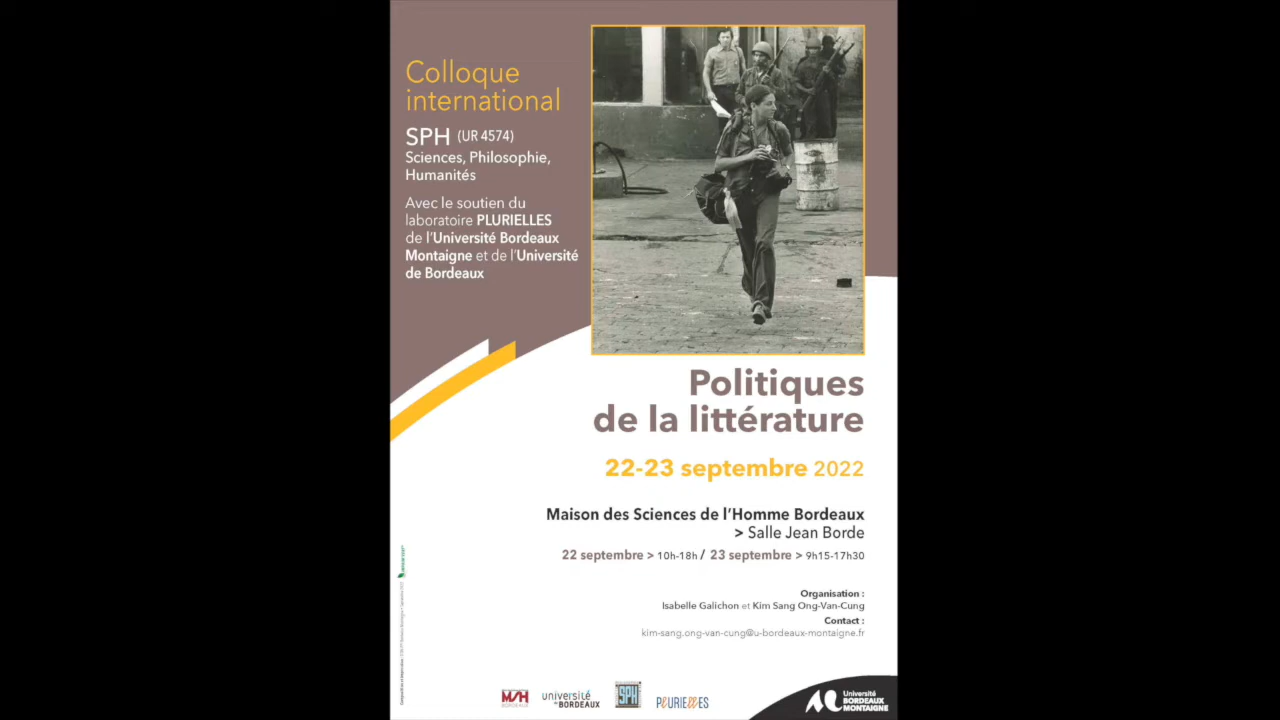 Colloque
international
SPH (UR 4574)
Sciences, Philosophie,
Humanités
Avec le soutien du
laboratoire PLURIELLES
de l'Université Bordeaux
Montaigne et de l'Université
de Bordeaux
Politiques
de la littérature
22-23 septembre 2022
Maison des Sciences de l'Homme Bordeaux
> Salle Jean Borde
22 septembre > 10h-18h / 23 septembre > 9h15-17h30
Organisation :
Isabelle Galichon et Kim Sang Ong-Van-Cung
Contact :
kim-sang.ong-van-cung@u-bordeaux-montaigne.fr
MSH
BORDEAUX
université
de BORDEAUX
SPH
PLURIELLES
Université
BORDEAUX
MONTAIGNE